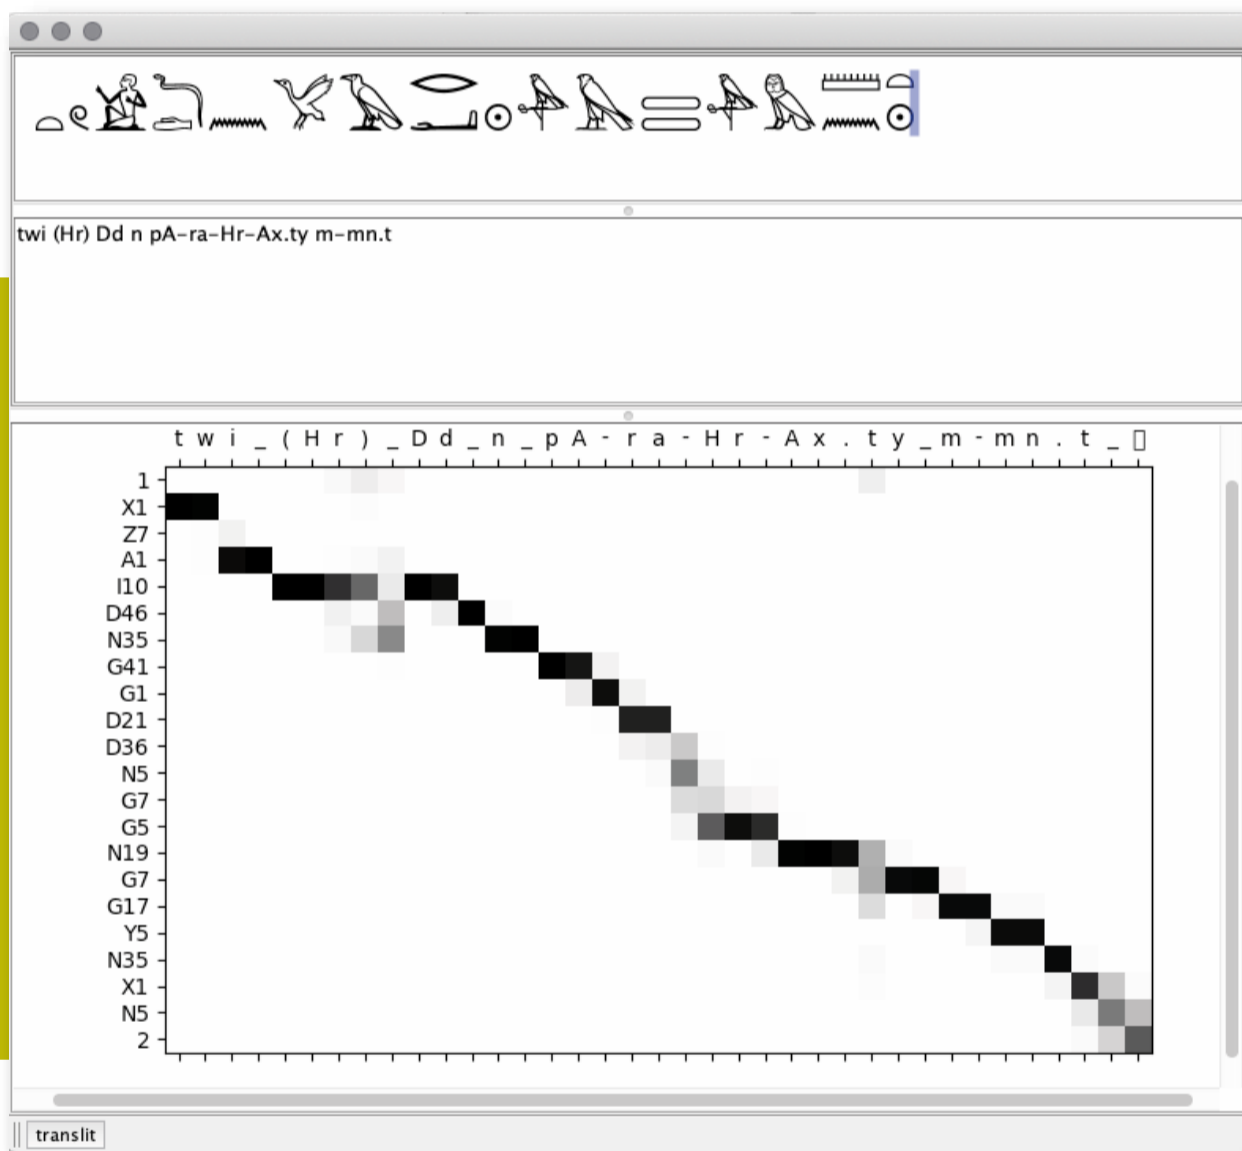 𓏏𓏲𓀀𓆓𓂧𓈖𓅯𓄿𓂋𓂝𓇳𓅆𓅃𓈃𓅆𓅓𓏠𓈖𓏏𓇳
twi (Hr) Dd n pA-ra-Hr-Ax.ty m-mn.t
t w i _ ( H r ) _ D d _ n _ p A - r a - H r - A x . t y _ m - m n . t _
1
X1
Z7
A1
I10
D46
N35
G41
G1
D21
D36
N5
G7
G5
N19
G7
G17
Y5
N35
X1
N5
2
translit